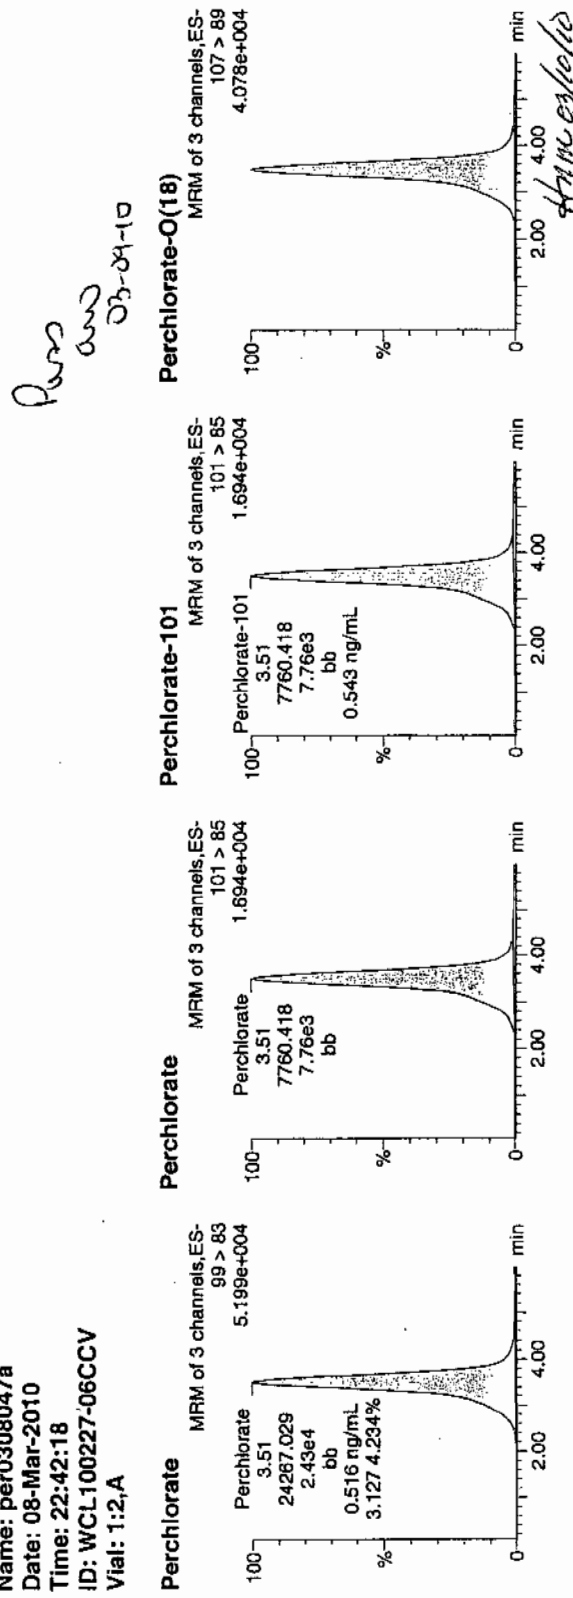 Name: per0308047a
Date: 08-Mar-2010
Time: 22:42:18
ID: WCL100227-06CCV
Vial: 1:2,A
Pass
03-09-10
Perchlorate
MRM of 3 channels,ES-
99 > 83
5.199e+004
100
Perchlorate
3.51
24267.029
2.43e4
bb
0.516 ng/mL
3.127 4.234%
%
0
2.00
4.00
min
Perchlorate
MRM of 3 channels,ES-
101 > 85
1.694e+004
100
Perchlorate
3.51
7760.418
7.76e3
bb
%
0
2.00
4.00
min
Perchlorate-101
MRM of 3 channels,ES-
101 > 85
1.694e+004
100
Perchlorate-101
3.51
7760.418
7.76e3
bb
0.543 ng/mL
%
0
2.00
4.00
min
Perchlorate-O(18)
MRM of 3 channels,ES-
107 > 89
4.078e+004
100
%
0
2.00
4.00
min
03/10/10